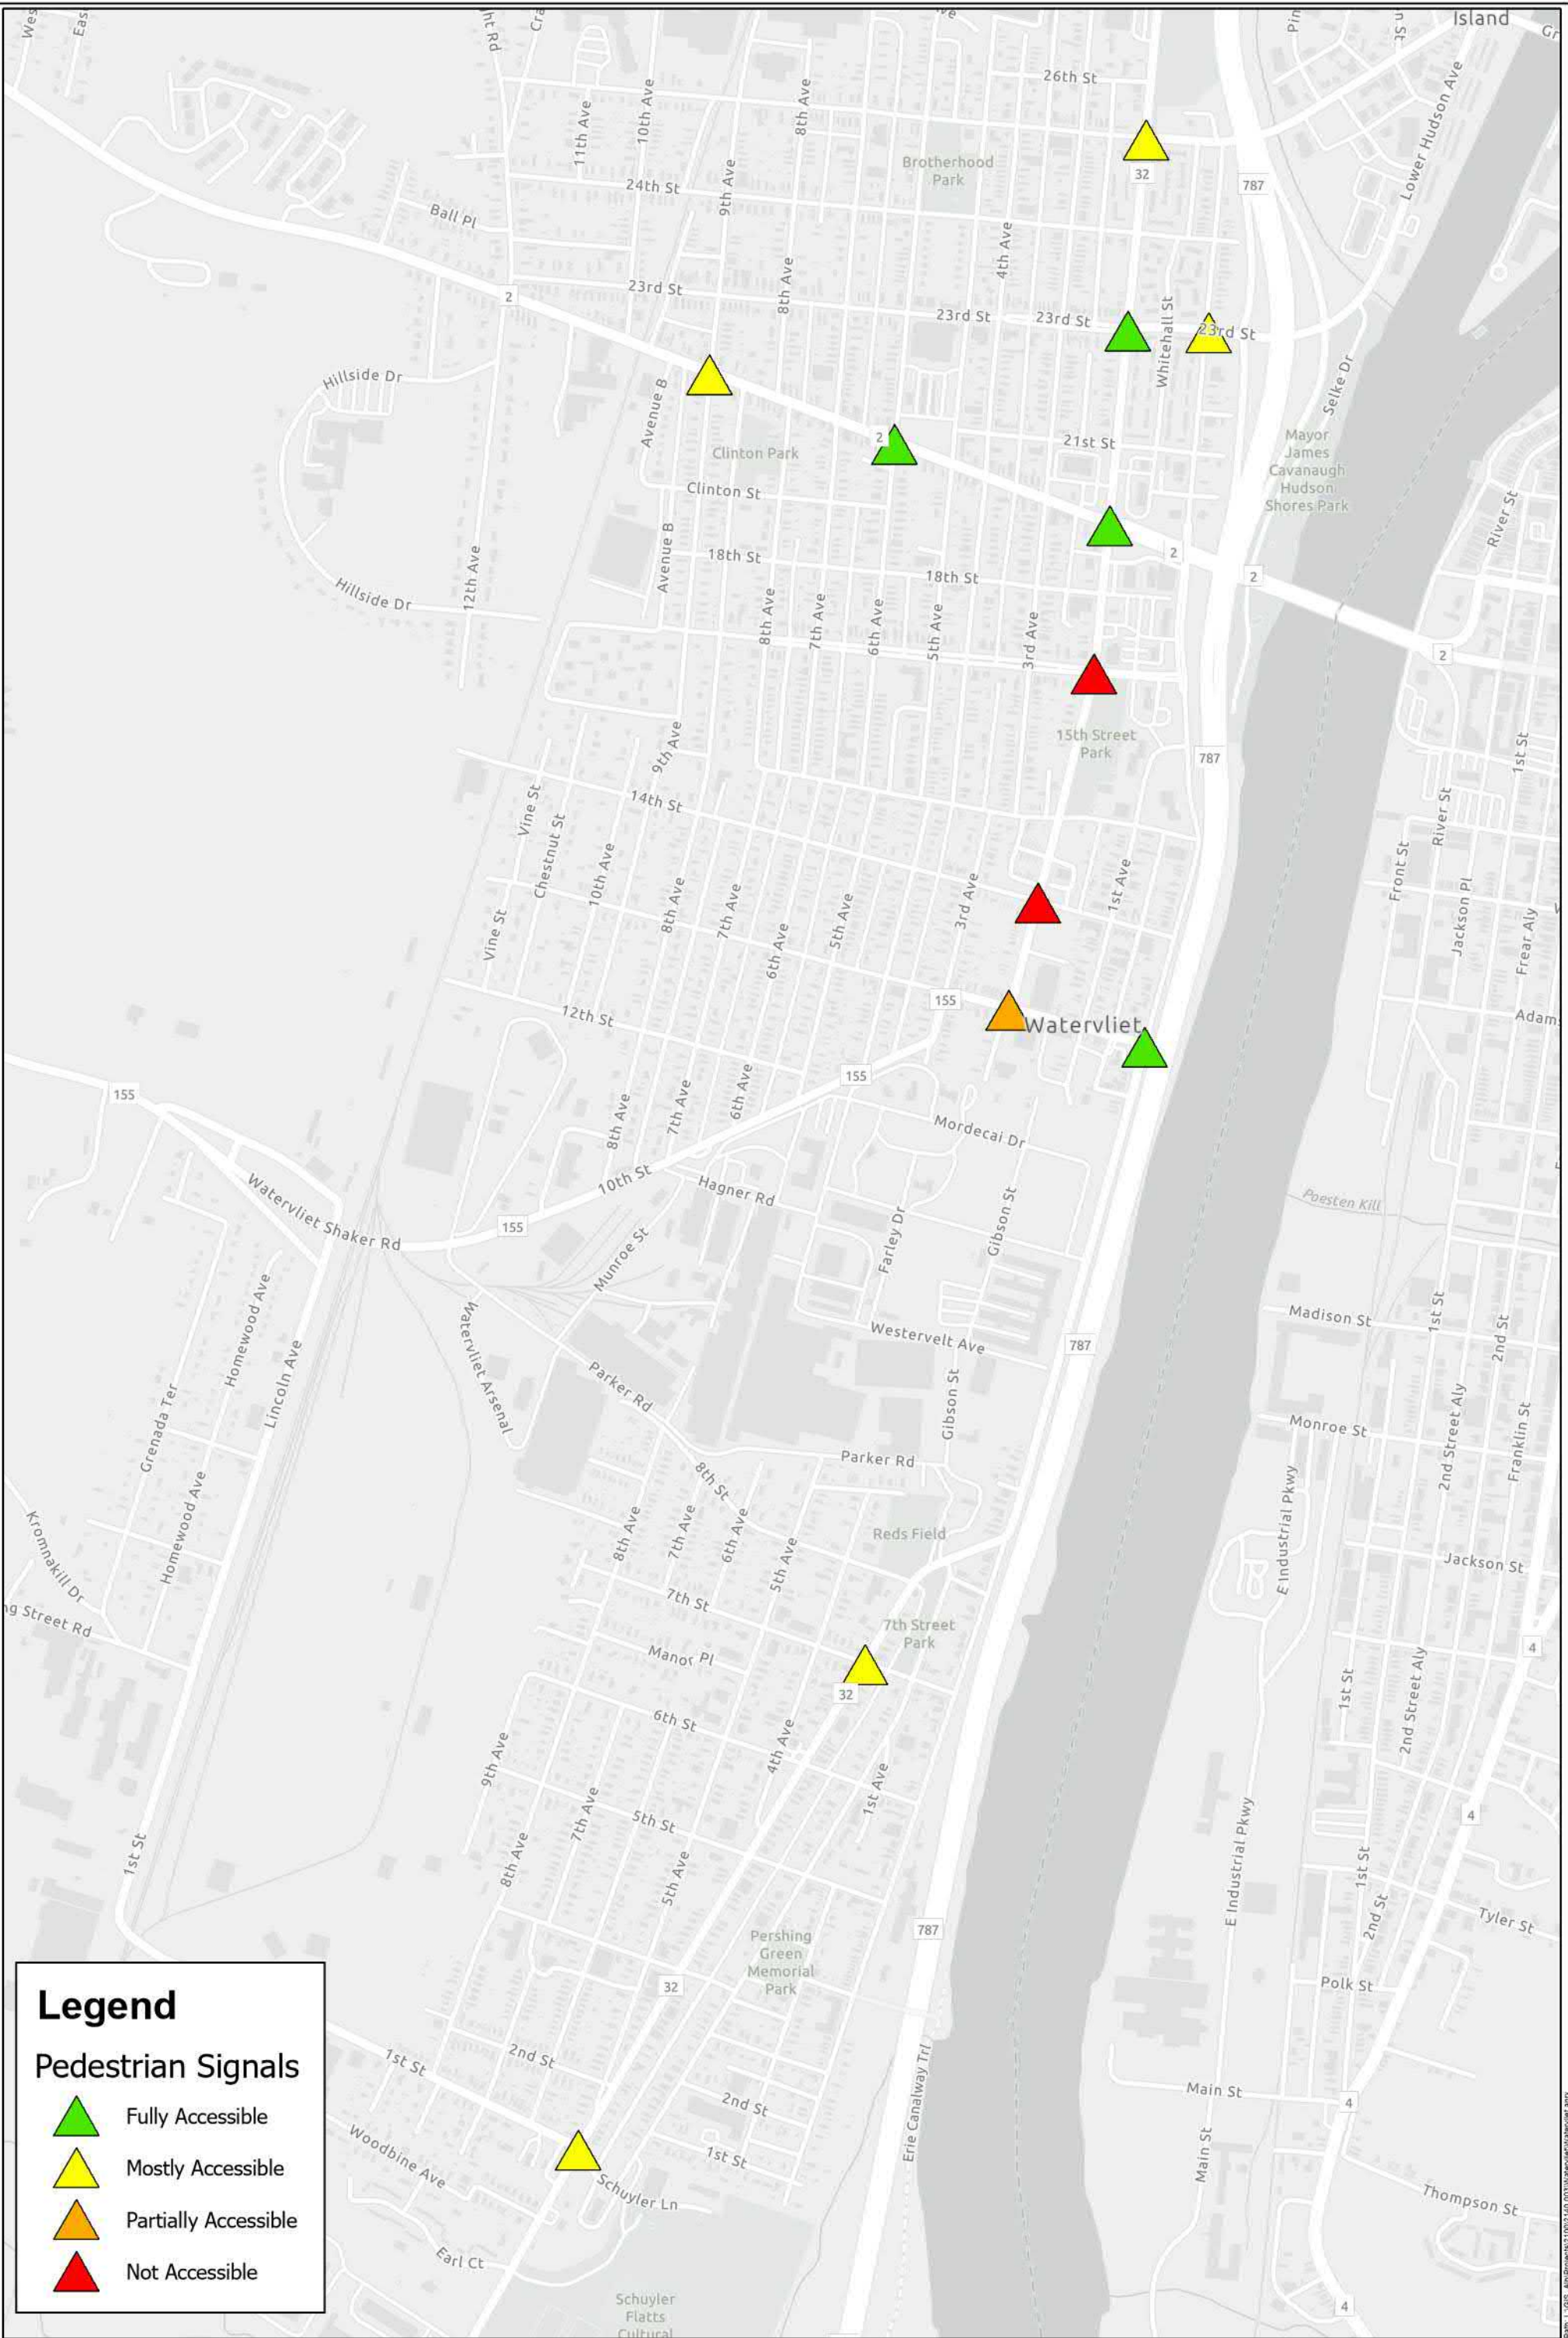 Island
26th St
11th Ave
10th Ave
8th Ave
Lower Hudson Ave
Brotherhood
Park
32
787
24th St
9th Ave
Ball Pl
4th Ave
8th Ave
23rd St
2
23rd St
23rd St
Whitehall St
23rd St
Hillside Dr
Avenue B
Selke Dr
2
Clinton Park
21st St
Mayor
James
Cavanaugh
Hudson
Shores Park
Clinton St
River St
Avenue B
18th St
18th St
2
2
12th Ave
Hillside Dr
8th Ave
7th Ave
6th Ave
5th Ave
3rd Ave
2
15th Street
Park
787
1st St
9th Ave
14th St
Vine St
Chestnut St
10th Ave
River St
Front St
Jackson Pl
Frear Aly
8th Ave
7th Ave
6th Ave
5th Ave
3rd Ave
1st Ave
Vine St
155
Watervliet
12th St
155
155
8th Ave
7th Ave
6th Ave
Mordecai Dr
10th St
Hagner Rd
Watervliet Shaker Rd
155
Munroe St
Farley Dr
Gibson St
Poesten Kill
Homewood Ave
Lincoln Ave
Watervliet Arsenal
Westervelt Ave
787
Madison St
1st St
2nd St
Grenada Ter
Parker Rd
Gibson St
Monroe St
2nd Street Aly
Franklin St
Parker Rd
8th St
Homewood Ave
Kromnakill Dr
8th Ave
7th Ave
6th Ave
5th Ave
Reds Field
E Industrial Pkwy
Jackson St
7th St
7th Street
Park
4
Manor Pl
32
1st St
2nd Street Aly
6th St
9th Ave
4th Ave
1st Ave
7th Ave
5th St
E Industrial Pkwy
4
1st St
8th Ave
5th Ave
1st St
2nd St
787
Tyler St
Pershing
Green
Memorial
Park
32
Polk St
1st St
2nd St
Erie Canalway Trl
Main St
4
2nd St
Woodbine Ave
1st St
Main St
Schuyler Ln
Thompson St
Earl Ct
Schuyler
Flatts
Cultural
4
Legend
Pedestrian Signals
Fully Accessible
Mostly Accessible
Partially Accessible
Not Accessible